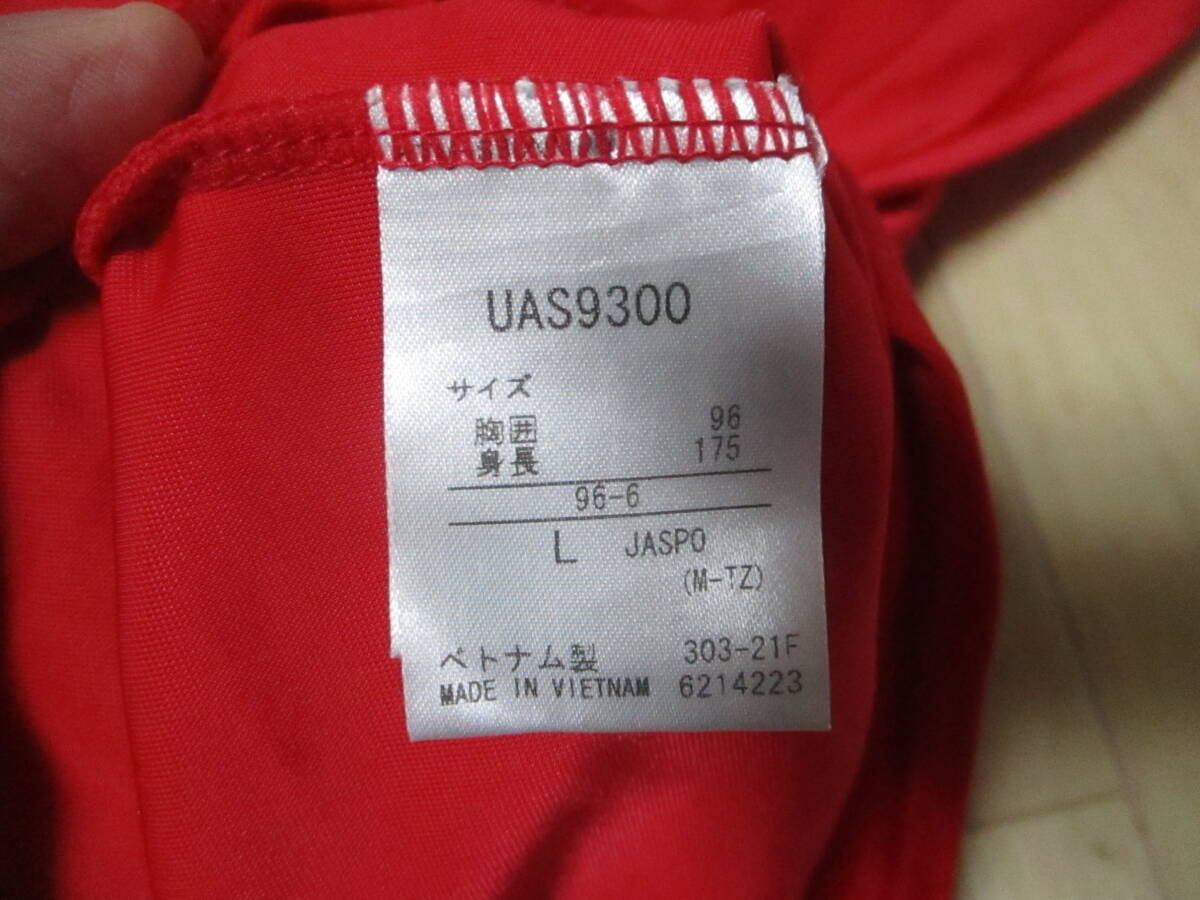 UAS9300
サイズ
胸囲 96
身長 175
96-6
L JASPO
(M-TZ)
ベトナム製 303-21F
MADE IN VIETNAM 6214223